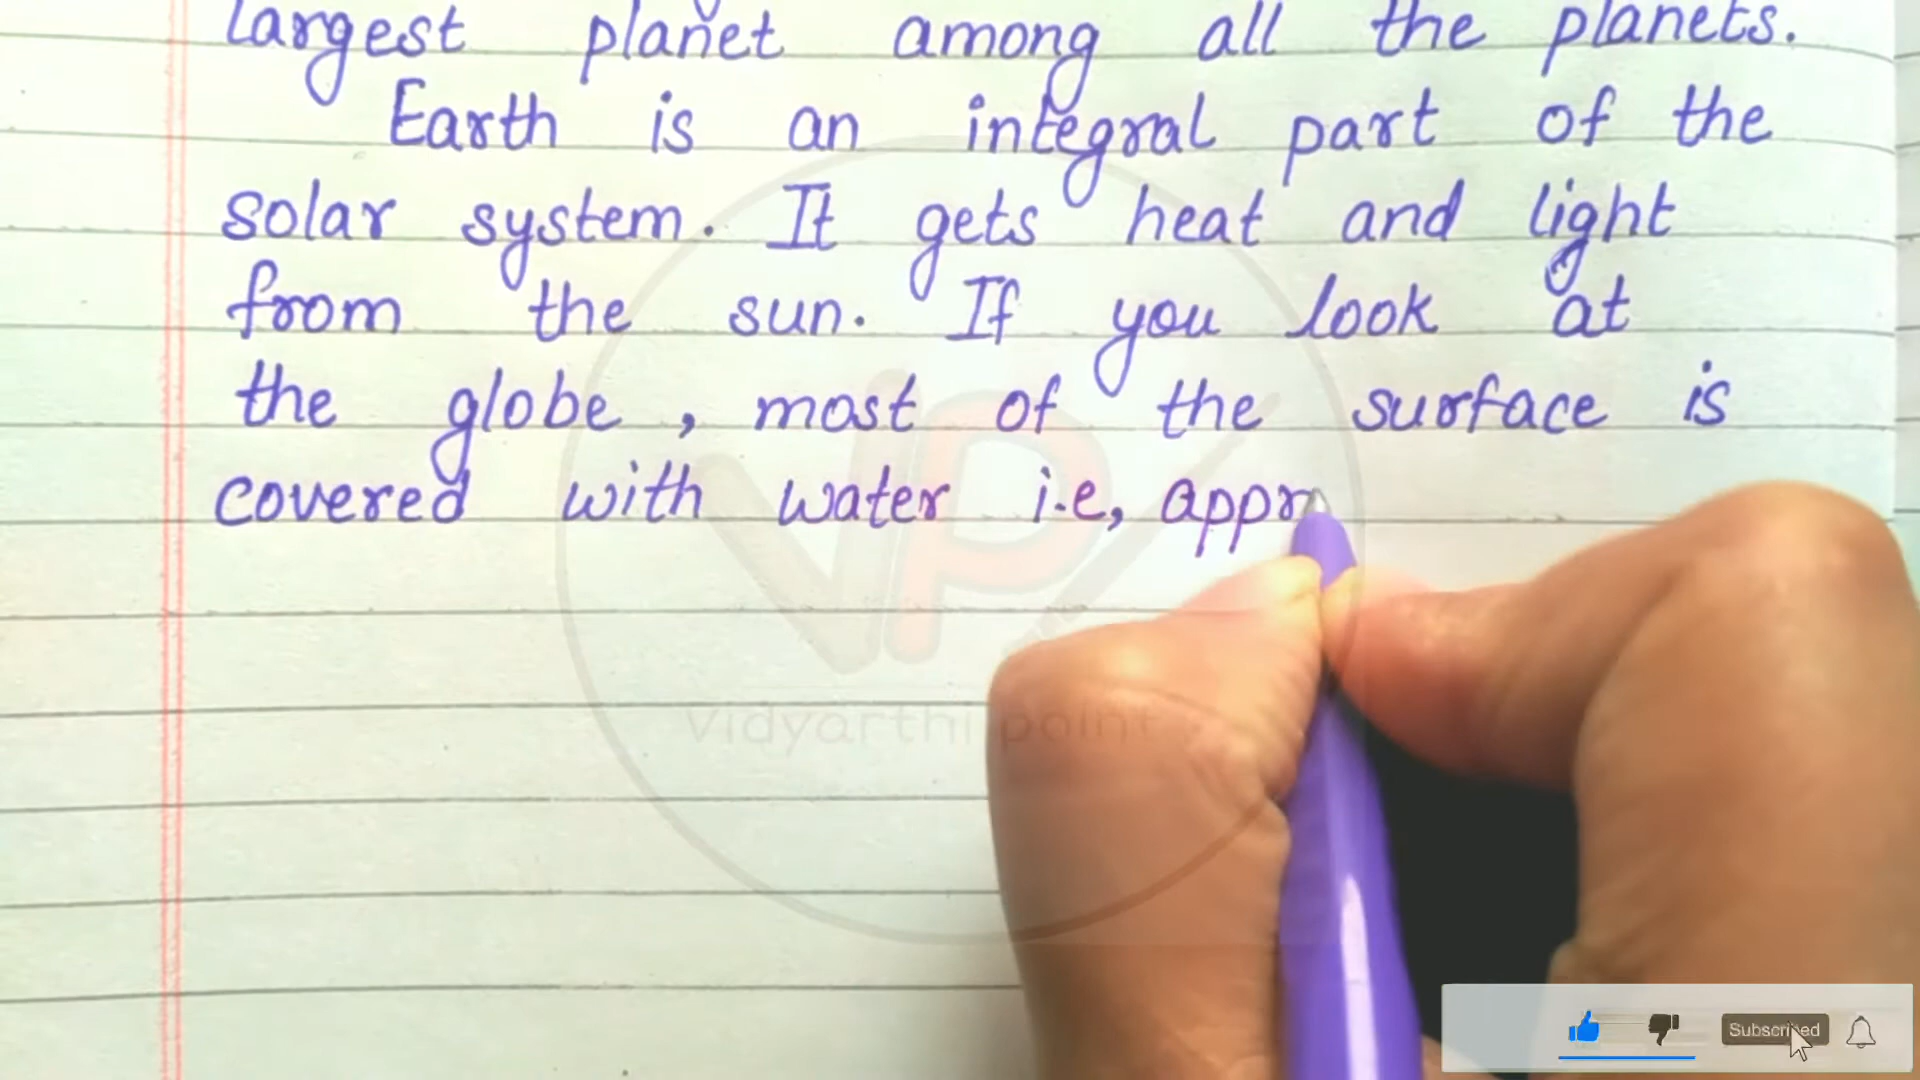 largest planet among all the planets.
Earth is an integral part of the
solar system. It gets heat and light
from the sun. If you look at
the globe, most of the surface is
covered with water i.e, appr
Vidyarthi point
Subscribed